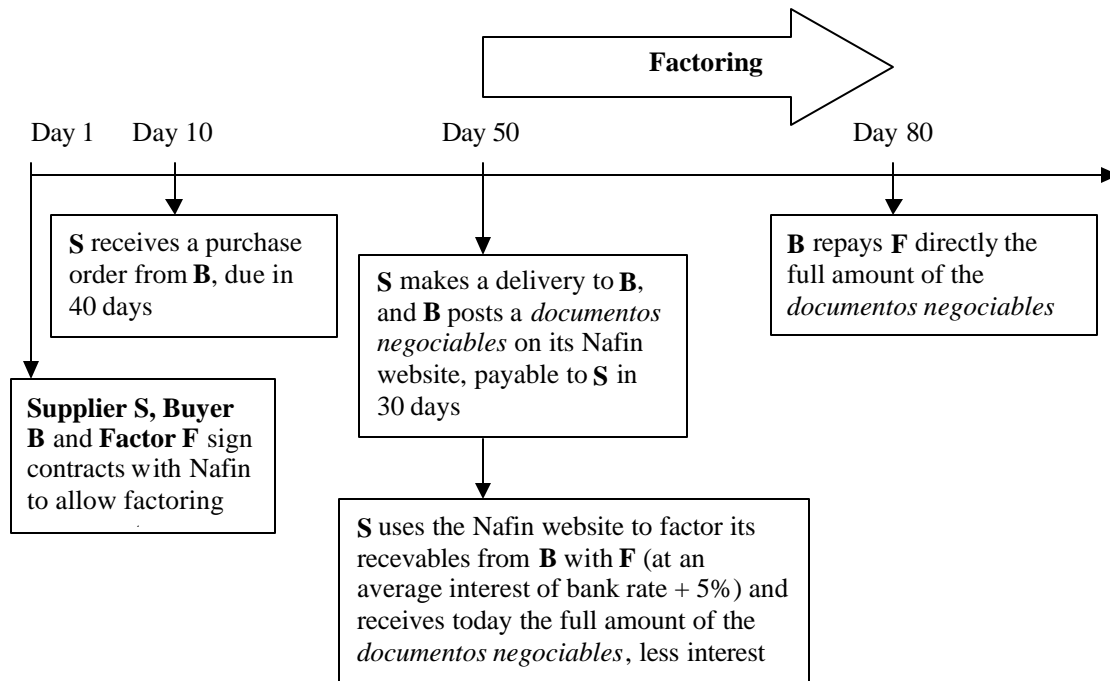 Factoring
Day 1
Day 10
Day 50
Day 80
S receives a purchase
order from B, due in
40 days
S makes a delivery to B,
and B posts a documentos
negociables on its Nafin
website, payable to S in
30 days
B repays F directly the
full amount of the
documentos negociables
Supplier S, Buyer
B and Factor F sign
contracts with Nafin
to allow factoring
.
S uses the Nafin website to factor its
recevables from B with F (at an
average interest of bank rate + 5%) and
receives today the full amount of the
documentos negociables, less interest